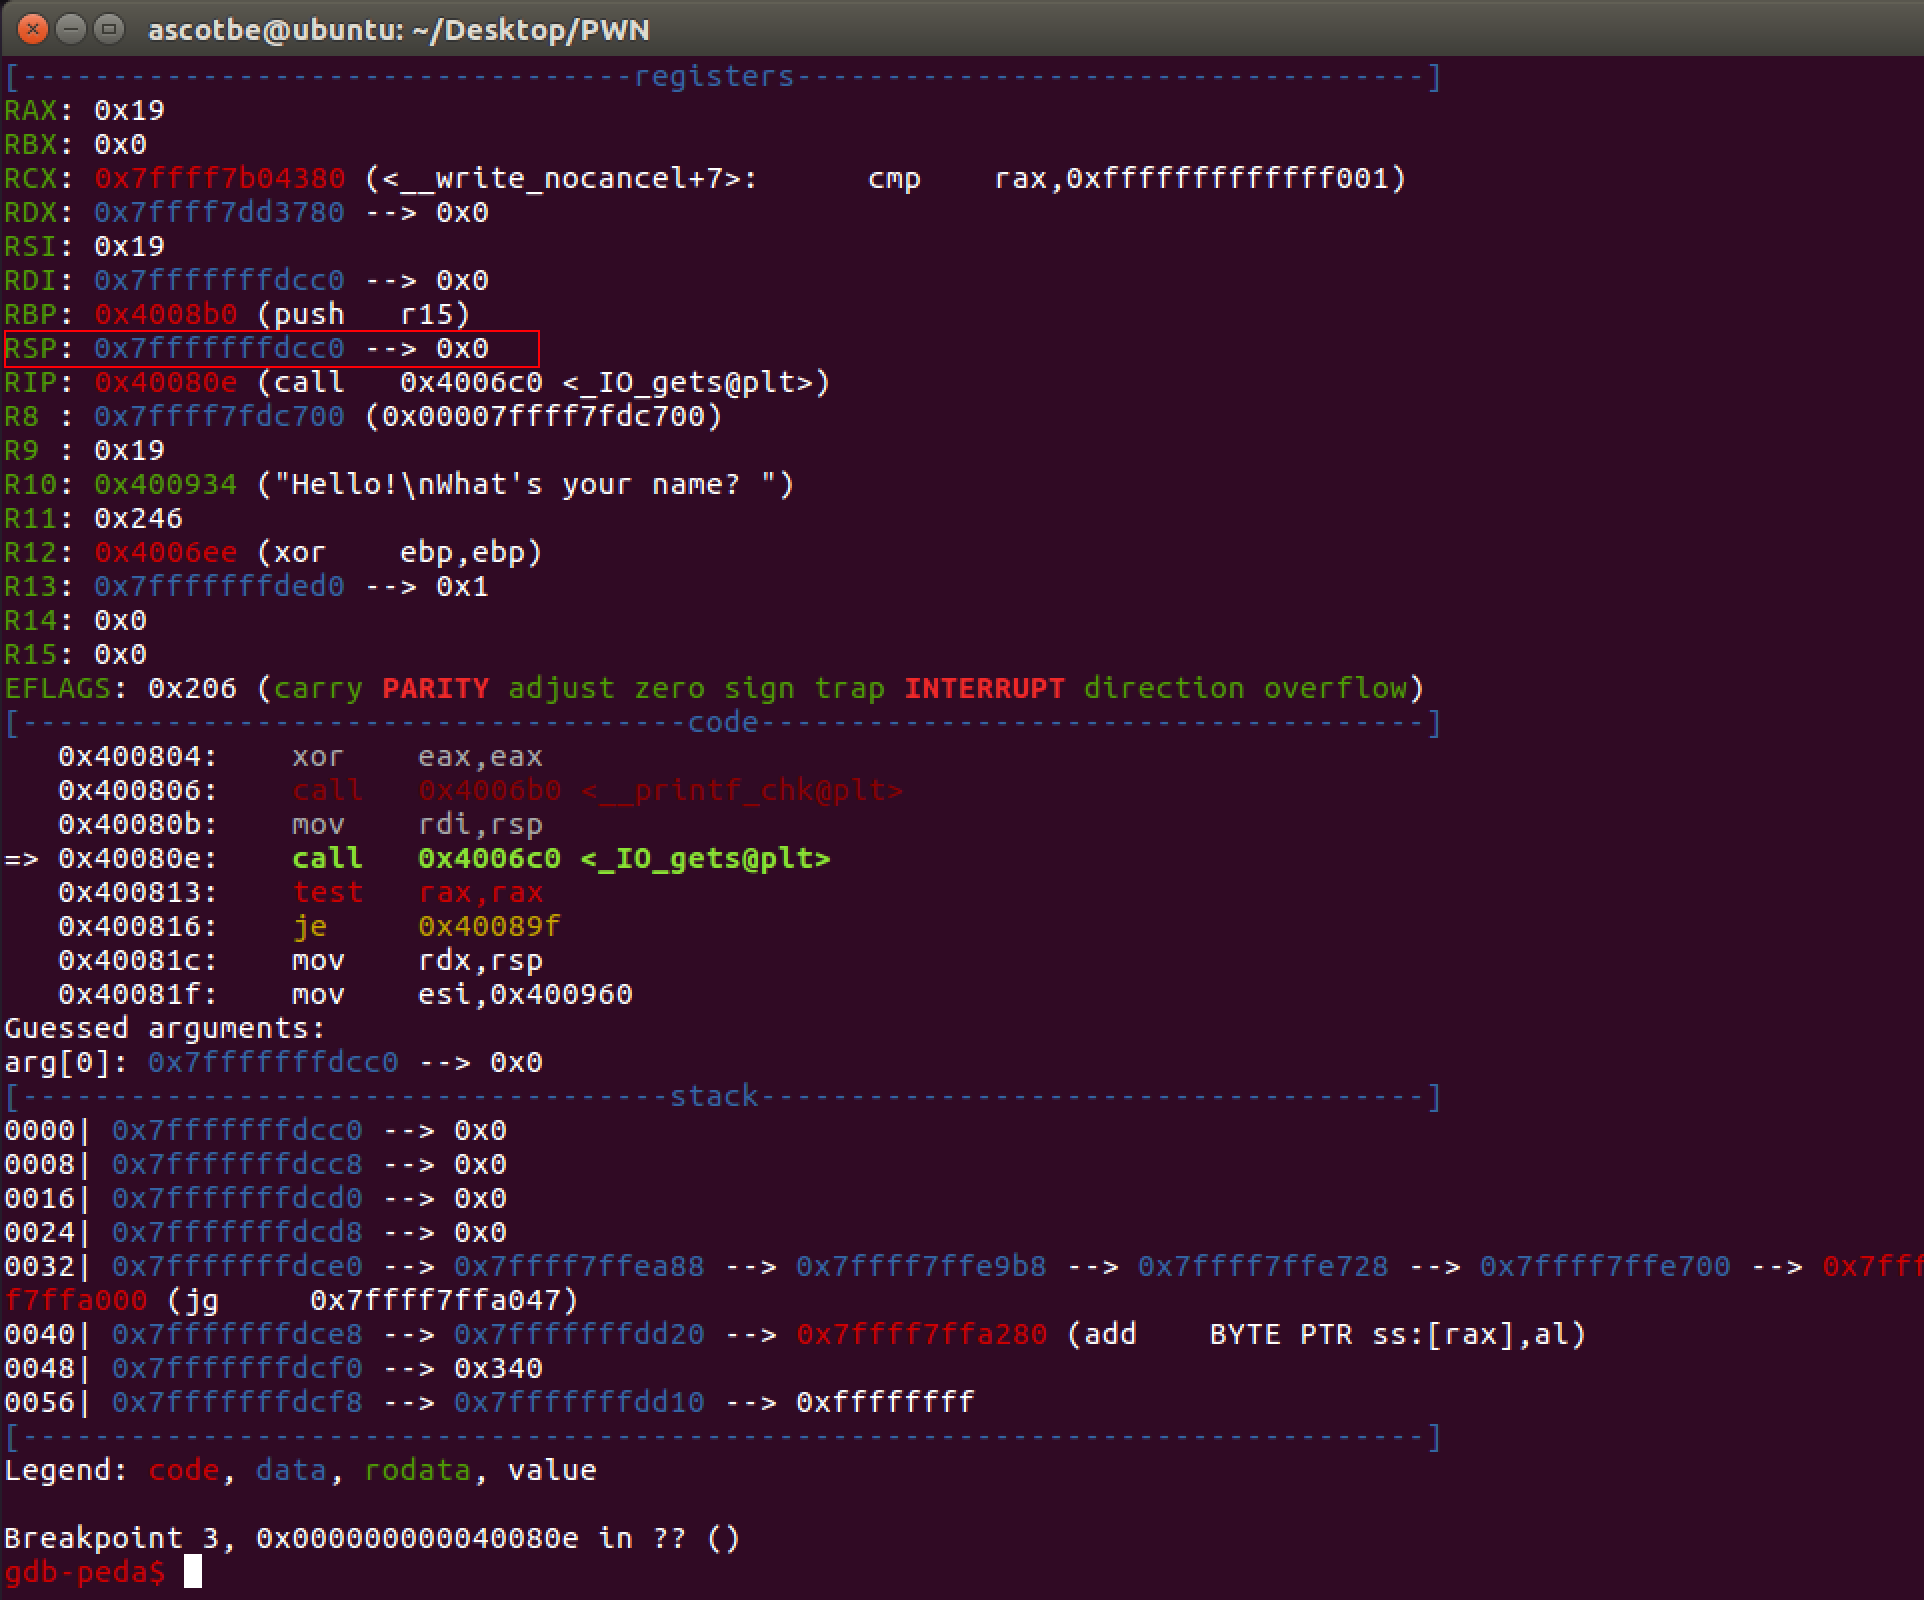 ascotbe@ubuntu: ~/Desktop/PWN
[----------------------------------registers-----------------------------------]
RAX: 0x19
RBX: 0x0
RCX: 0x7ffff7b04380 (<__write_nocancel+7>:      cmp    rax,0xfffffffffffff001)
RDX: 0x7ffff7dd3780 --> 0x0
RSI: 0x19
RDI: 0x7fffffffdcc0 --> 0x0
RBP: 0x4008b0 (push   r15)
RSP: 0x7fffffffdcc0 --> 0x0
RIP: 0x40080e (call   0x4006c0 <_IO_gets@plt>)
R8 : 0x7ffff7fdc700 (0x00007ffff7fdc700)
R9 : 0x19
R10: 0x400934 ("Hello!\nWhat's your name? ")
R11: 0x246
R12: 0x4006ee (xor    ebp,ebp)
R13: 0x7fffffffded0 --> 0x1
R14: 0x0
R15: 0x0
EFLAGS: 0x206 (carry PARITY adjust zero sign trap INTERRUPT direction overflow)
[-------------------------------------code-------------------------------------]
   0x400804:    xor    eax,eax
   0x400806:    call   0x4006b0 <__printf_chk@plt>
   0x40080b:    mov    rdi,rsp
=> 0x40080e:    call   0x4006c0 <_IO_gets@plt>
   0x400813:    test   rax,rax
   0x400816:    je     0x40089f
   0x40081c:    mov    rdx,rsp
   0x40081f:    mov    esi,0x400960
Guessed arguments:
arg[0]: 0x7fffffffdcc0 --> 0x0
[------------------------------------stack-------------------------------------]
0000| 0x7fffffffdcc0 --> 0x0
0008| 0x7fffffffdcc8 --> 0x0
0016| 0x7fffffffdcd0 --> 0x0
0024| 0x7fffffffdcd8 --> 0x0
0032| 0x7fffffffdce0 --> 0x7ffff7ffea88 --> 0x7ffff7ffe9b8 --> 0x7ffff7ffe728 --> 0x7ffff7ffe700 --> 0x7fff
f7ffa000 (jg     0x7ffff7ffa047)
0040| 0x7fffffffdce8 --> 0x7fffffffdd20 --> 0x7ffff7ffa280 (add    BYTE PTR ss:[rax],al)
0048| 0x7fffffffdcf0 --> 0x340
0056| 0x7fffffffdcf8 --> 0x7fffffffdd10 --> 0xffffffff
[------------------------------------------------------------------------------]
Legend: code, data, rodata, value
Breakpoint 3, 0x000000000040080e in ?? ()
gdb-peda$